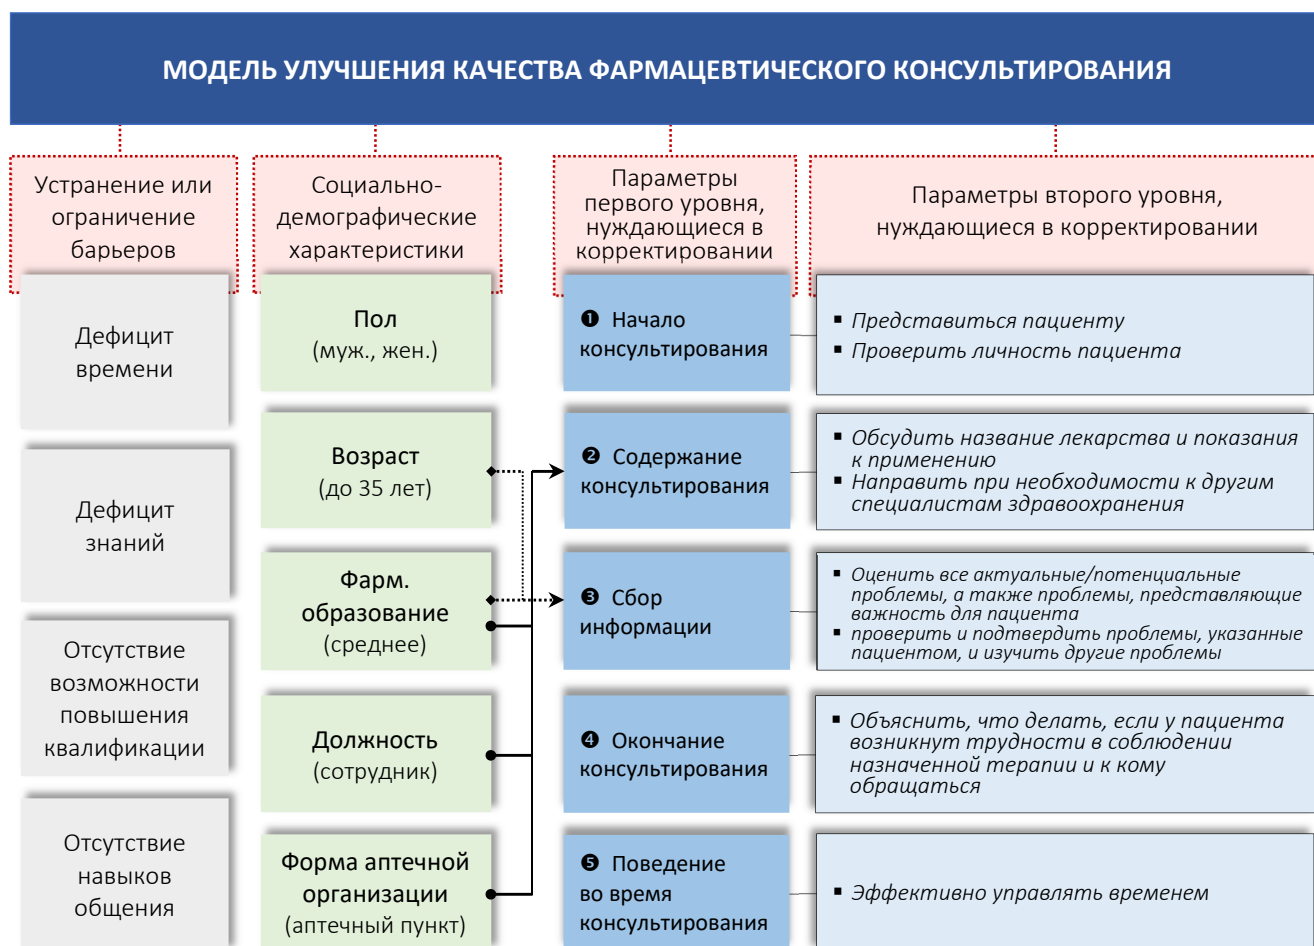 МОДЕЛЬ УЛУЧШЕНИЯ КАЧЕСТВА ФАРМАЦЕВТИЧЕСКОГО КОНСУЛЬТИРОВАНИЯ
Устранение или
ограничение
барьеров
Дефицит
времени
Дефицит
знаний
Отсутствие
возможности
повышения
квалификации
Отсутствие
навыков
общения
Социально-
демографические
характеристики
Пол
(муж., жен.)
Возраст
(до 35 лет)
Фарм.
образование
(среднее)
Должность
(сотрудник)
Форма аптечной
организации
(аптечный пункт)
Параметры
первого уровня,
нуждающиеся в
корректировании
❶ Начало
консультирования
❷ Содержание
консультирования
❸ Сбор
информации
❹ Окончание
консультирования
❺ Поведение
во время
консультирования
Параметры второго уровня,
нуждающиеся в корректировании
▪ Представиться пациенту
▪ Проверить личность пациента
▪ Обсудить название лекарства и показания
к применению
▪ Направить при необходимости к другим
специалистам здравоохранения
▪ Оценить все актуальные/потенциальные
проблемы, а также проблемы, представляющие
важность для пациента
▪ проверить и подтвердить проблемы, указанные
пациентом, и изучить другие проблемы
▪ Объяснить, что делать, если у пациента
возникнут трудности в соблюдении
назначенной терапии и к кому
обращаться
▪ Эффективно управлять временем